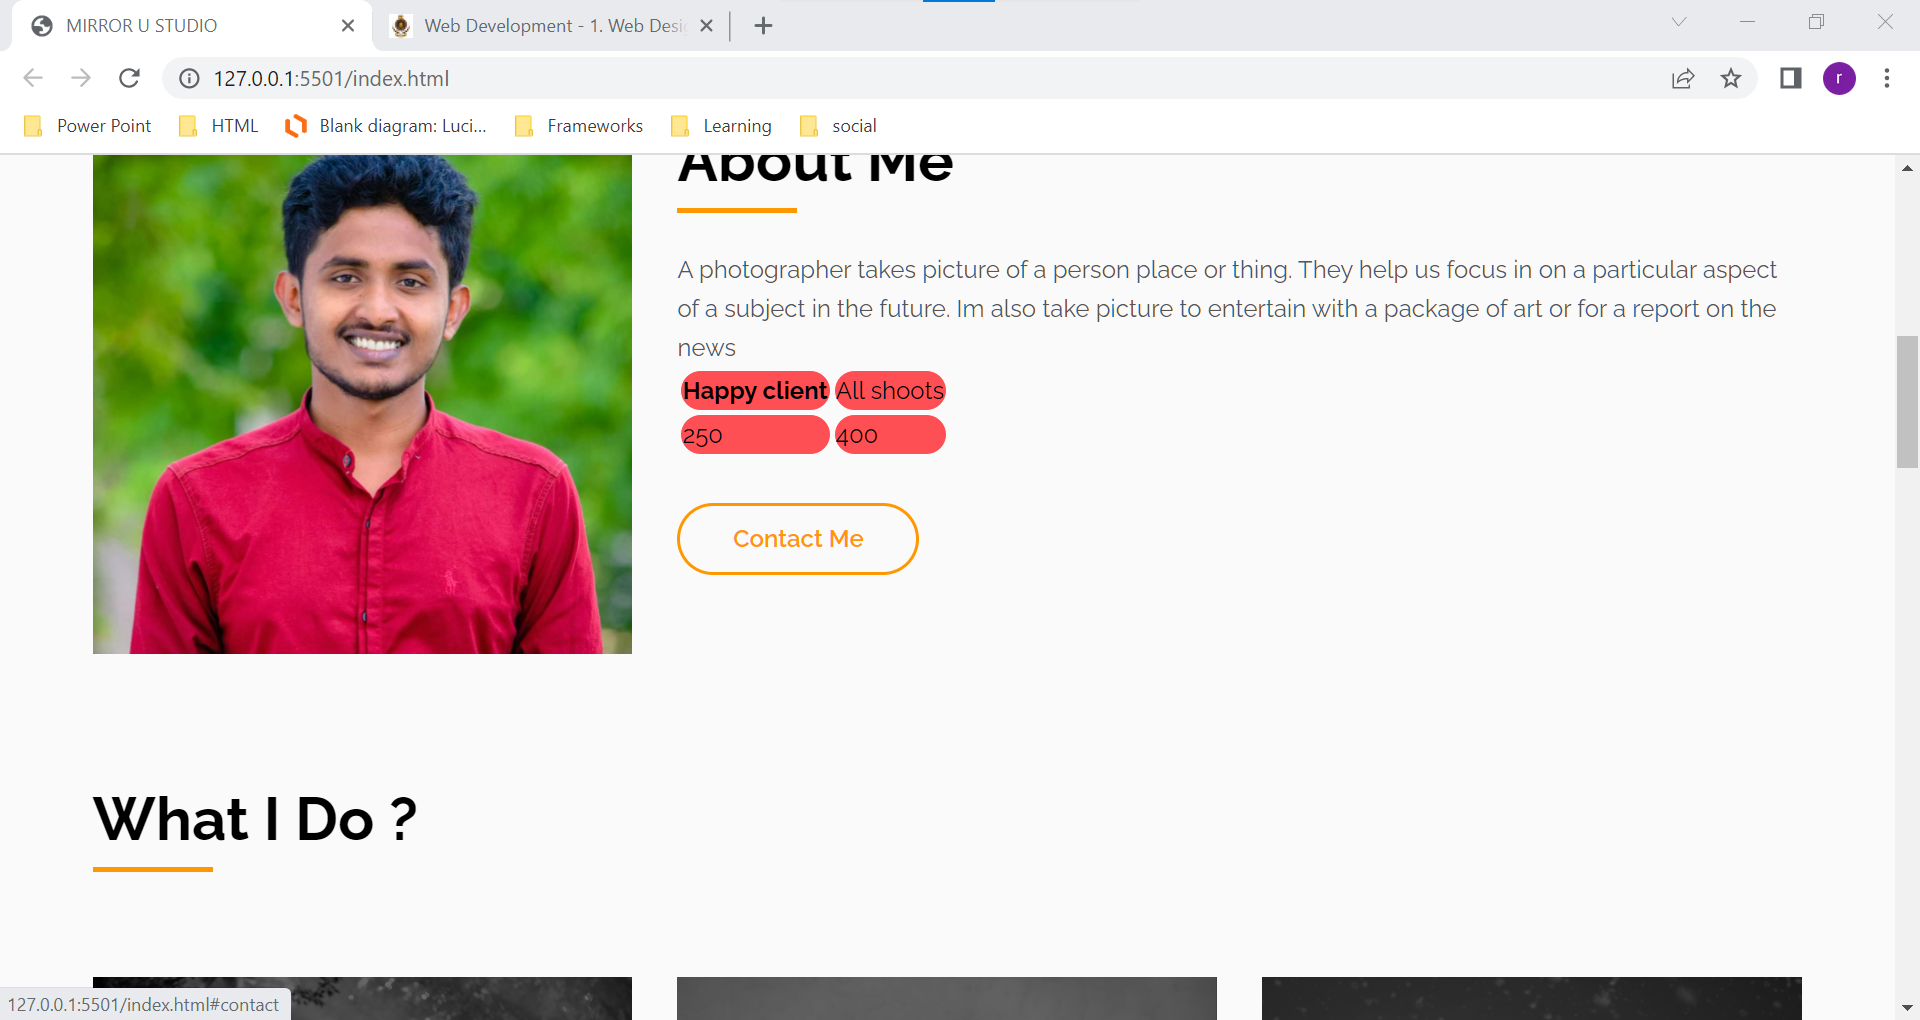 MIRROR U STUDIO
Web Development - 1. Web Desi
127.0.0.1:5501/index.html
r
Power Point
HTML
Blank diagram: Luci...
Frameworks
Learning
social
About Me
A photographer takes picture of a person place or thing. They help us focus in on a particular aspect
of a subject in the future. Im also take picture to entertain with a package of art or for a report on the
news
Happy client All shoots
250 400
Contact Me
What I Do ?
127.0.0.1:5501/index.html#contact